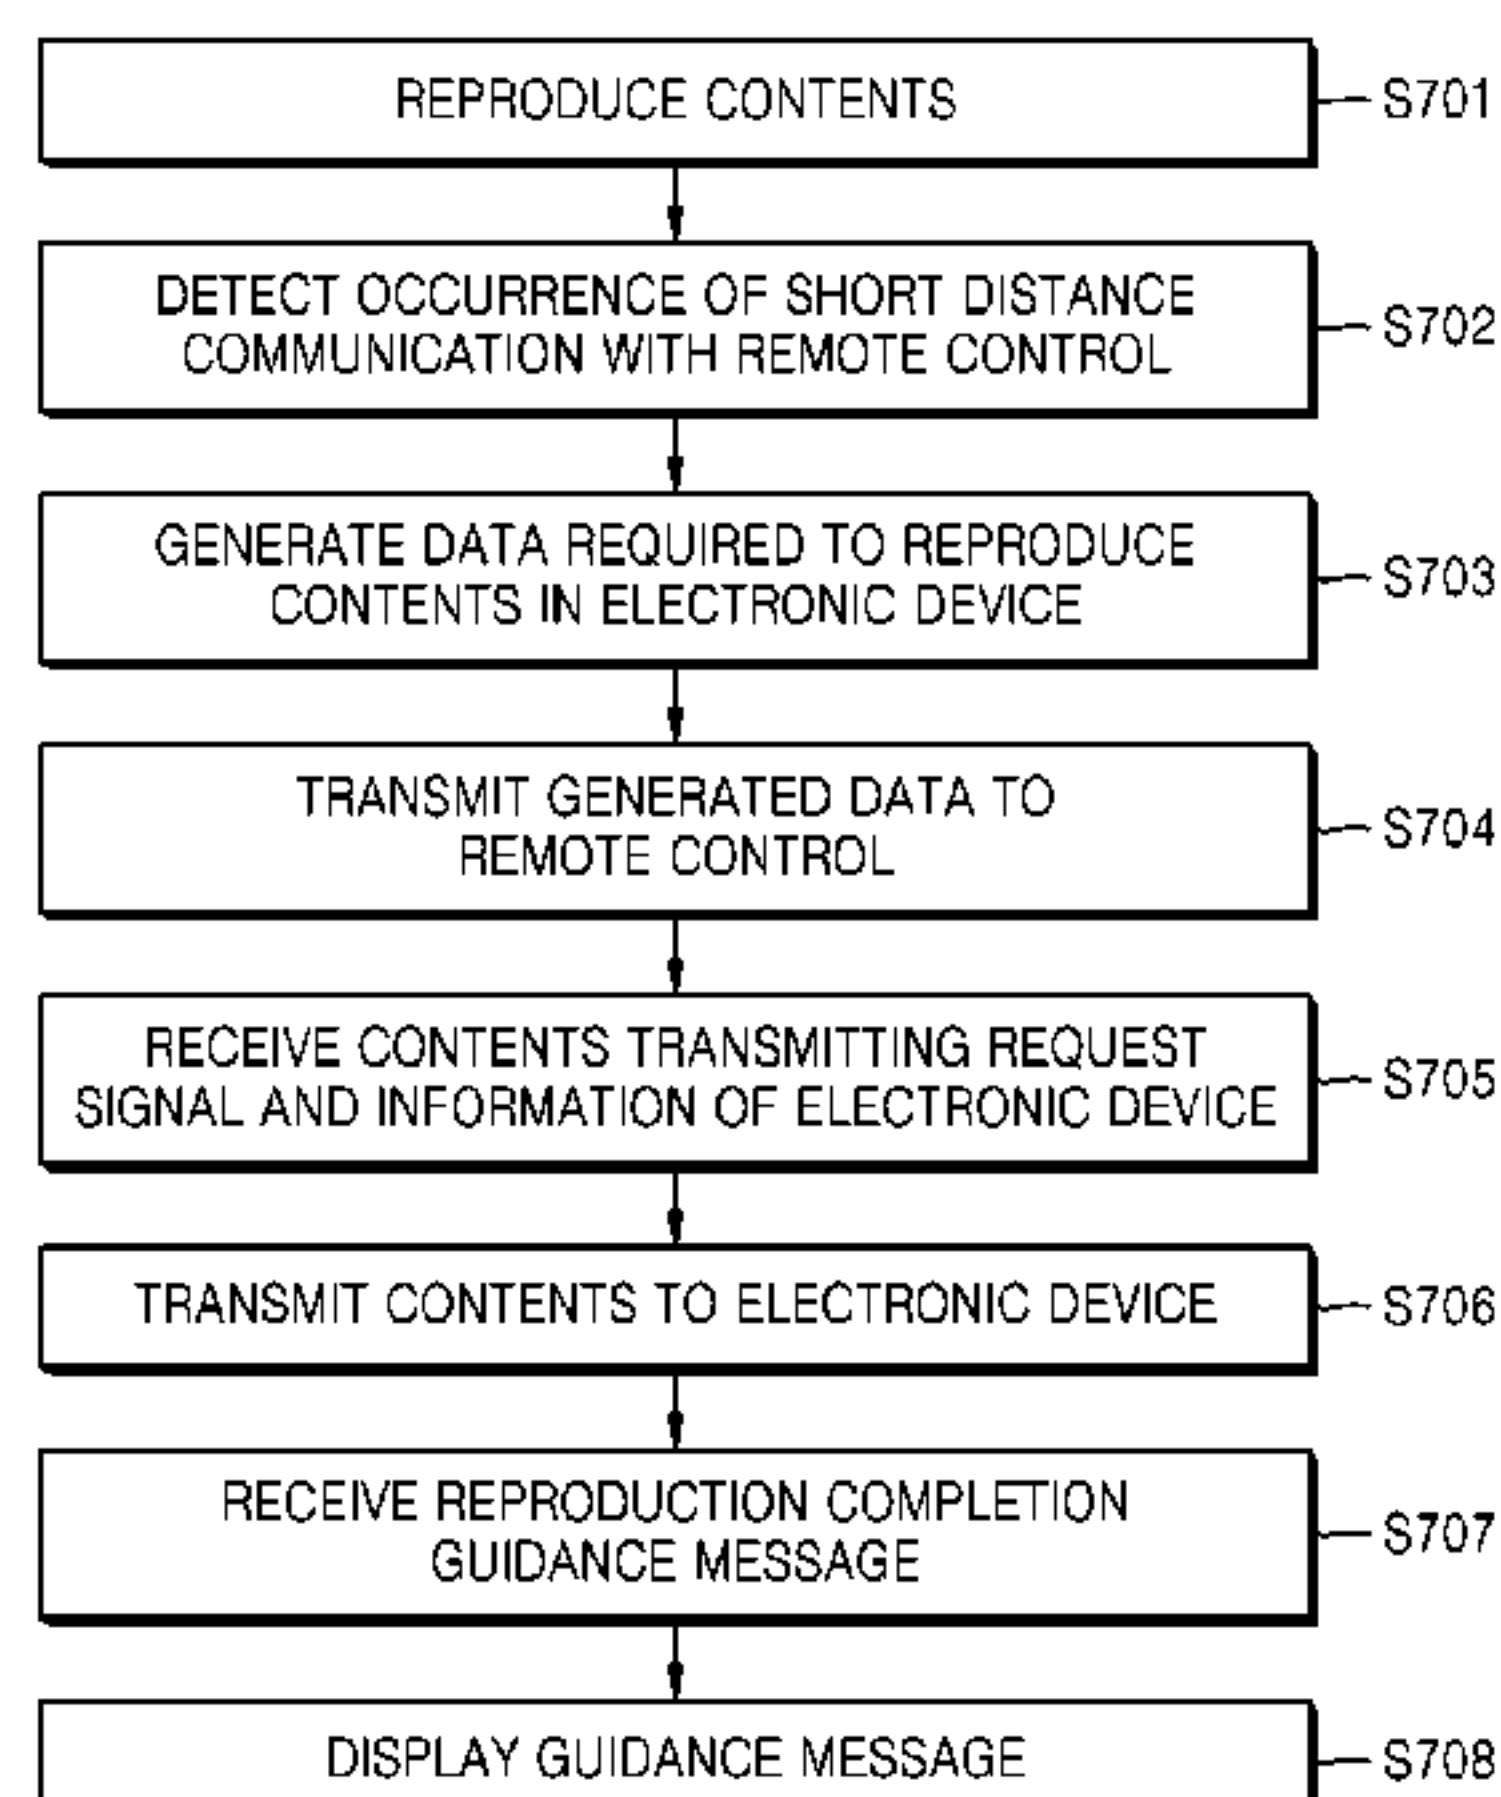 REPRODUCE CONTENTS
S701
DETECT OCCURRENCE OF SHORT DISTANCE
COMMUNICATION WITH REMOTE CONTROL
S702
GENERATE DATA REQUIRED TO REPRODUCE
CONTENTS IN ELECTRONIC DEVICE
S703
TRANSMIT GENERATED DATA TO
REMOTE CONTROL
S704
RECEIVE CONTENTS TRANSMITTING REQUEST
SIGNAL AND INFORMATION OF ELECTRONIC DEVICE
S705
TRANSMIT CONTENTS TO ELECTRONIC DEVICE
S706
RECEIVE REPRODUCTION COMPLETION
GUIDANCE MESSAGE
S707
DISPLAY GUIDANCE MESSAGE
S708